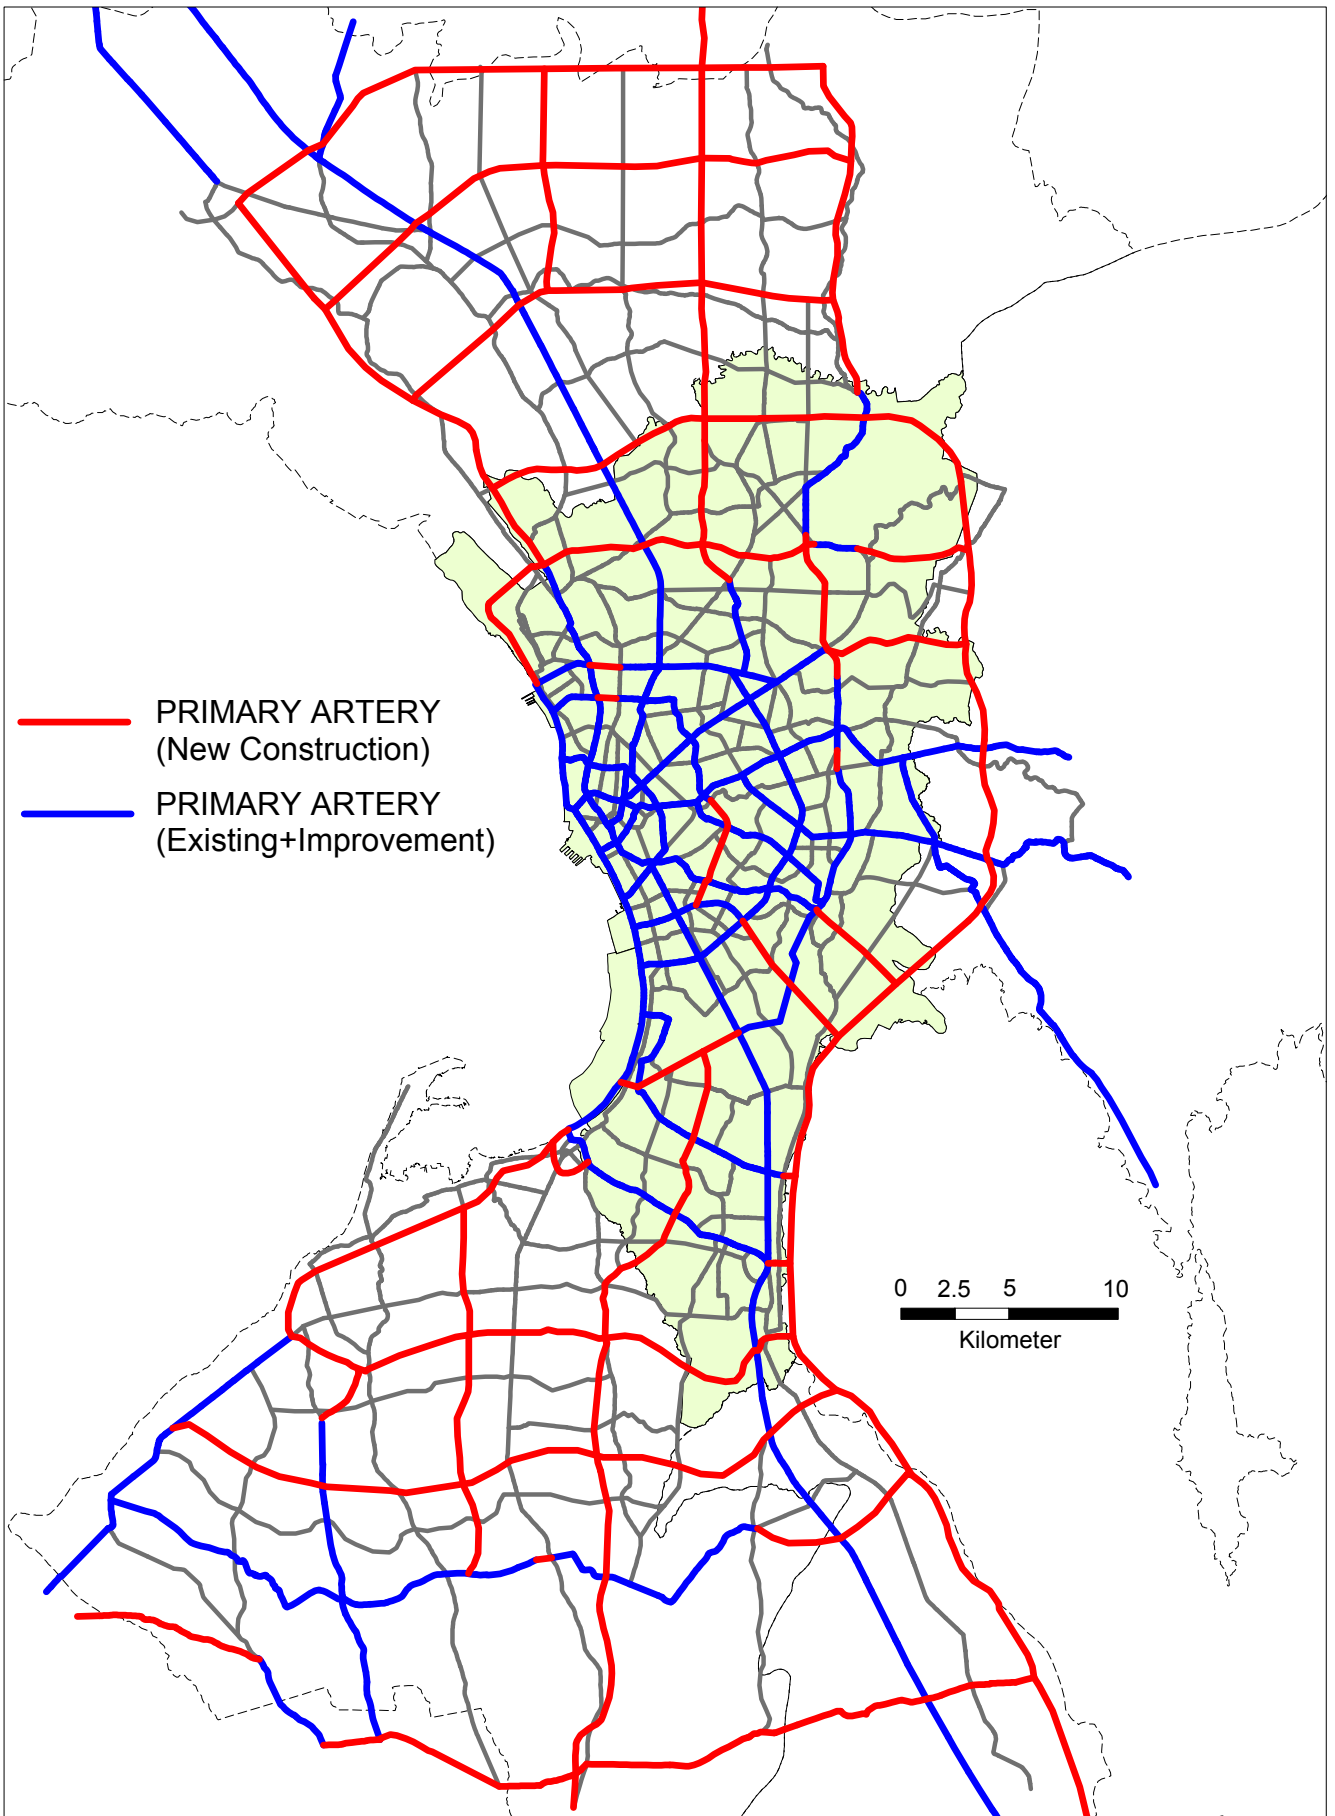 PRIMARY ARTERY
(New Construction)
PRIMARY ARTERY
(Existing+Improvement)
0 2.5 5 10
Kilometer